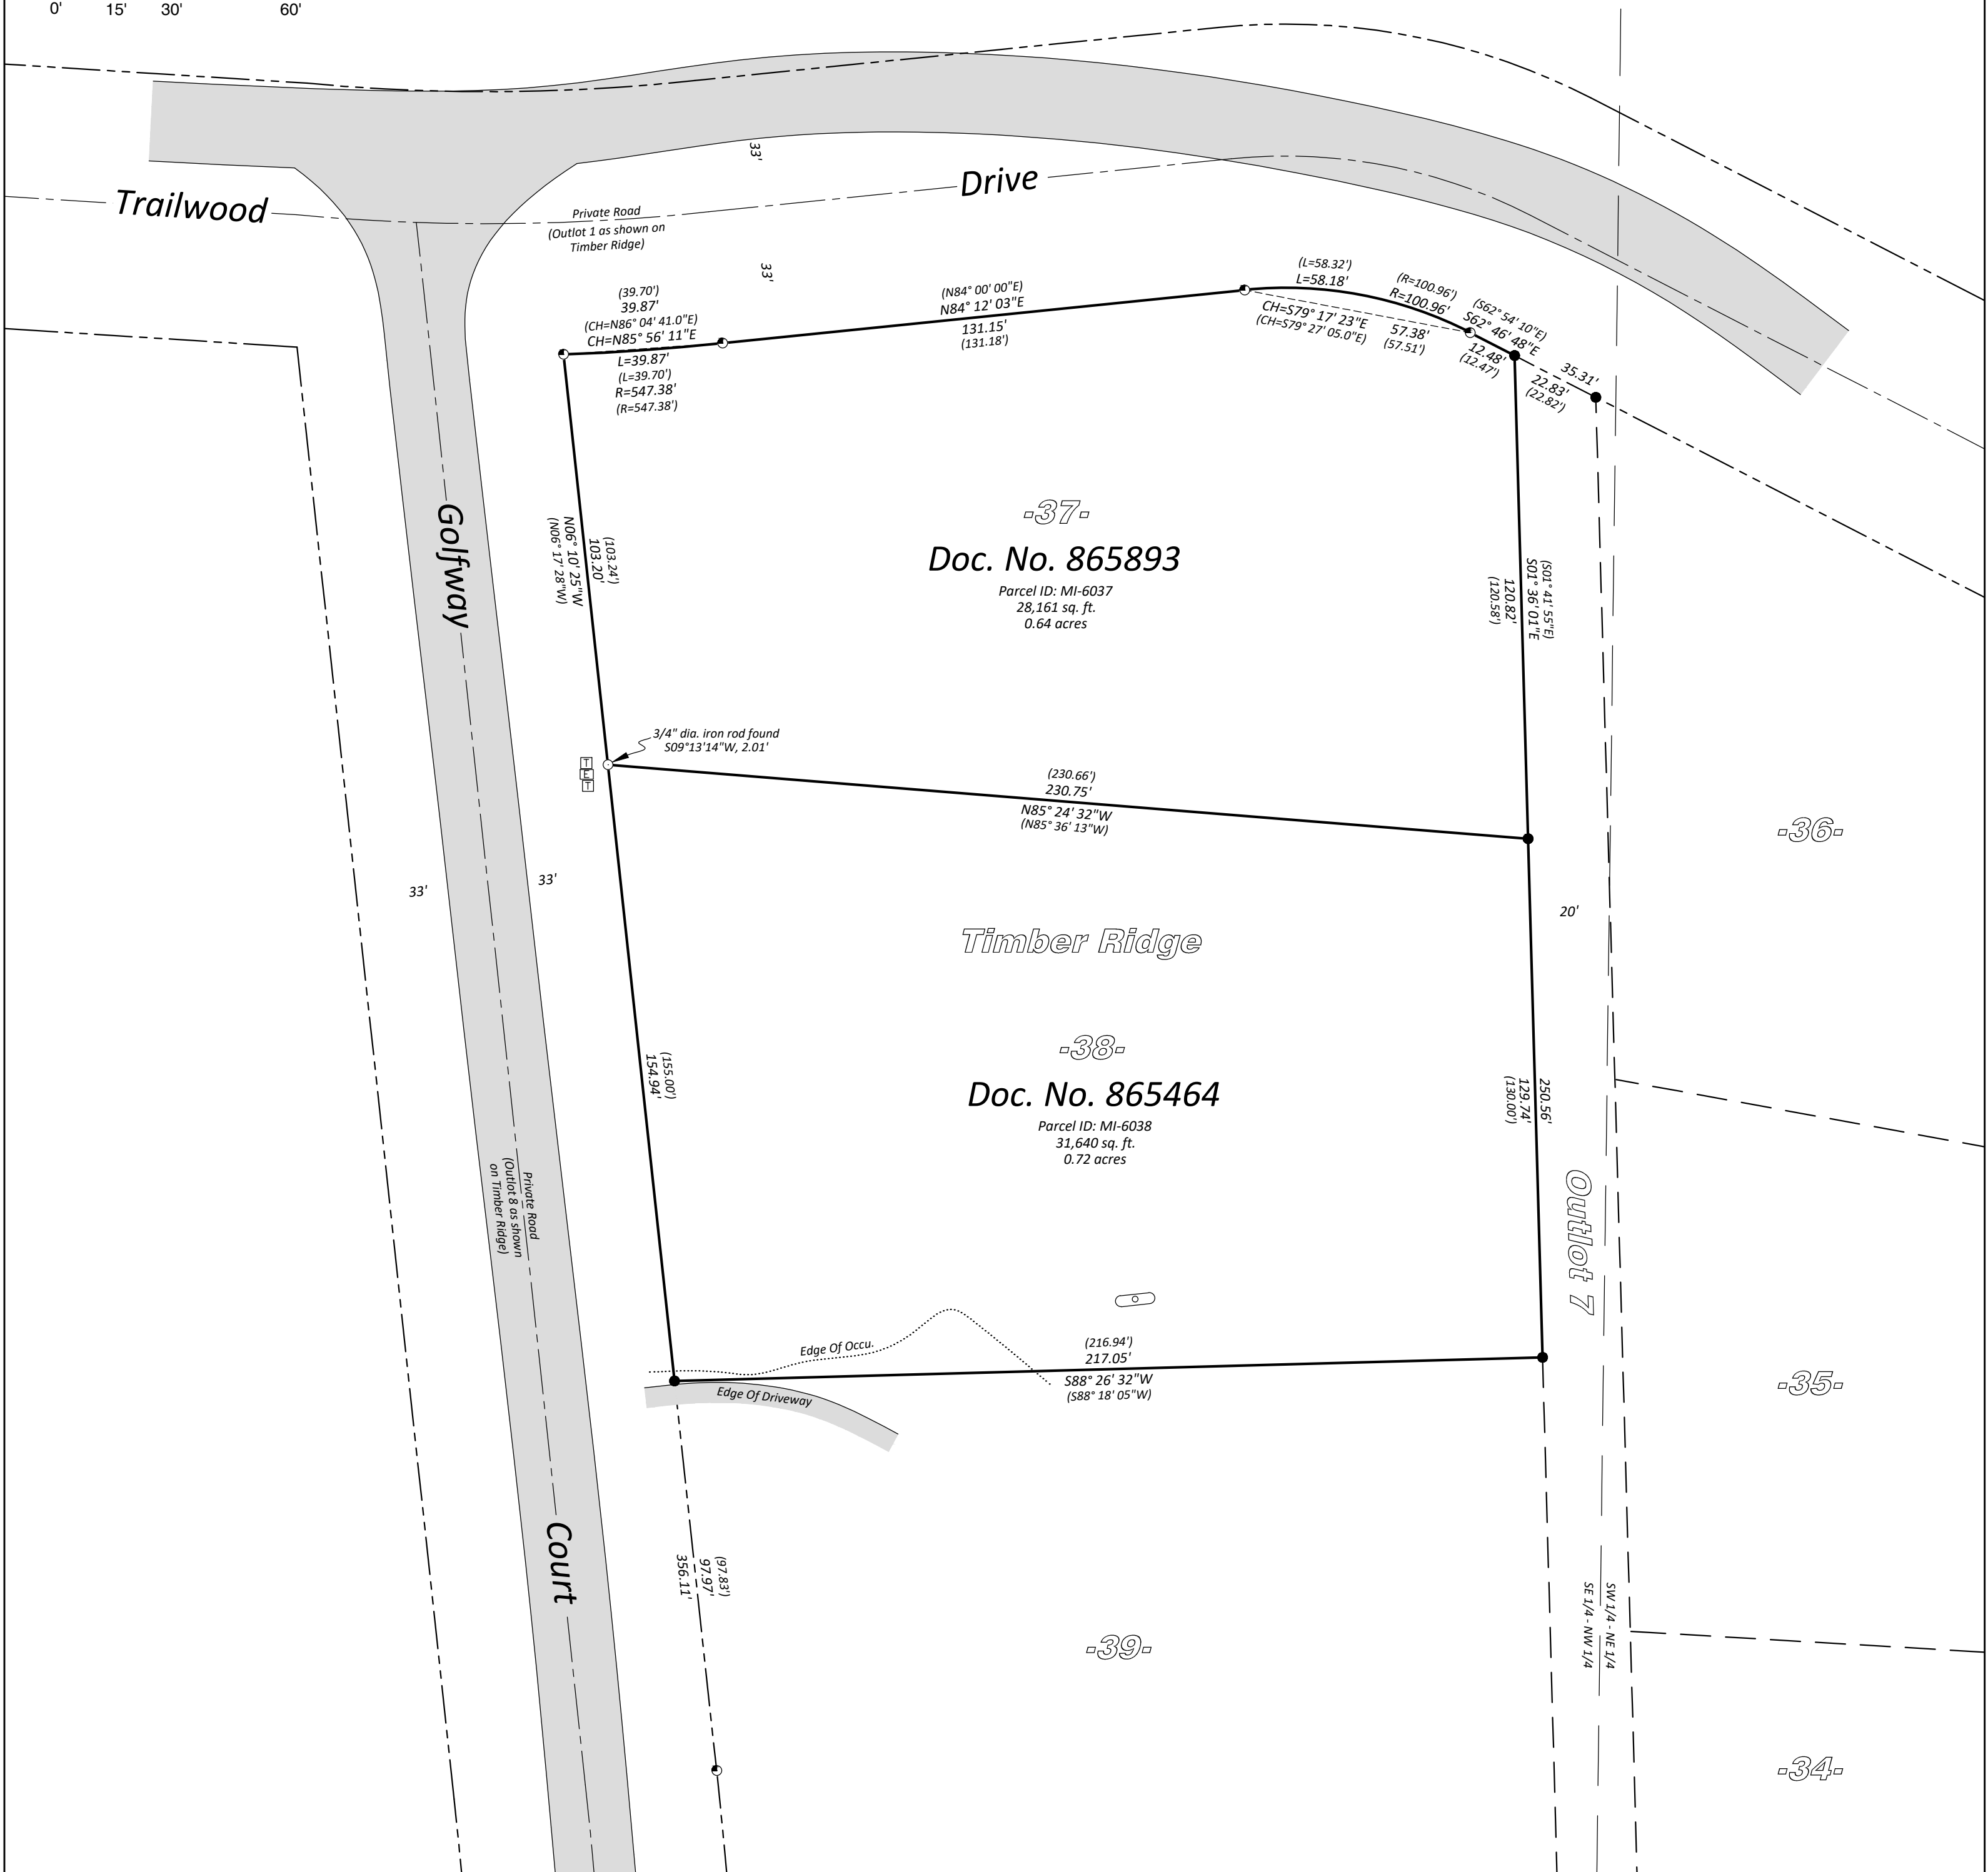 0' 15' 30' 60'
Trailwood
Drive
33'
Private Road
(Outlot 1 as shown on
Timber Ridge)
33'
(39.70')
39.87'
(CH=N86° 04' 41.0"E)
CH=N85° 56' 11"E
L=39.87'
(L=39.70')
R=547.38'
(R=547.38')
(N84° 00' 00"E)
N84° 12' 03"E
131.15'
(131.18')
(L=58.32')
L=58.18'
(R=100.96')
R=100.96'
CH=S79° 17' 23"E
(CH=S79° 27' 05.0"E)
57.38'
(57.51')
(S62° 54' 10"E)
S62° 46' 48"E
12.48'
(12.47')
35.31'
22.83'
(22.82')
Golfway
(103.24')
103.20'
N06° 10' 25"W
(N06° 17' 28"W)
-37-
Doc. No. 865893
Parcel ID: MI-6037
28,161 sq. ft.
0.64 acres
(S01° 41' 55"E)
S01° 36' 01"E
120.82'
(120.58')
3/4" dia. iron rod found
S09°13'14"W, 2.01'
T
E
T
(230.66')
230.75'
N85° 24' 32"W
(N85° 36' 13"W)
-36-
33'
33'
20'
Timber Ridge
-38-
Doc. No. 865464
Parcel ID: MI-6038
31,640 sq. ft.
0.72 acres
(155.00')
154.94'
250.56'
129.74'
(130.00')
Private Road
(Outlot 8 as shown
on Timber Ridge)
Outlot 7
Edge Of Occu.
(216.94')
217.05'
S88° 26' 32"W
(S88° 18' 05"W)
Edge Of Driveway
-35-
Court
(97.83')
97.97'
356.11'
-39-
SW 1/4 - NE 1/4
SE 1/4 - NW 1/4
-34-